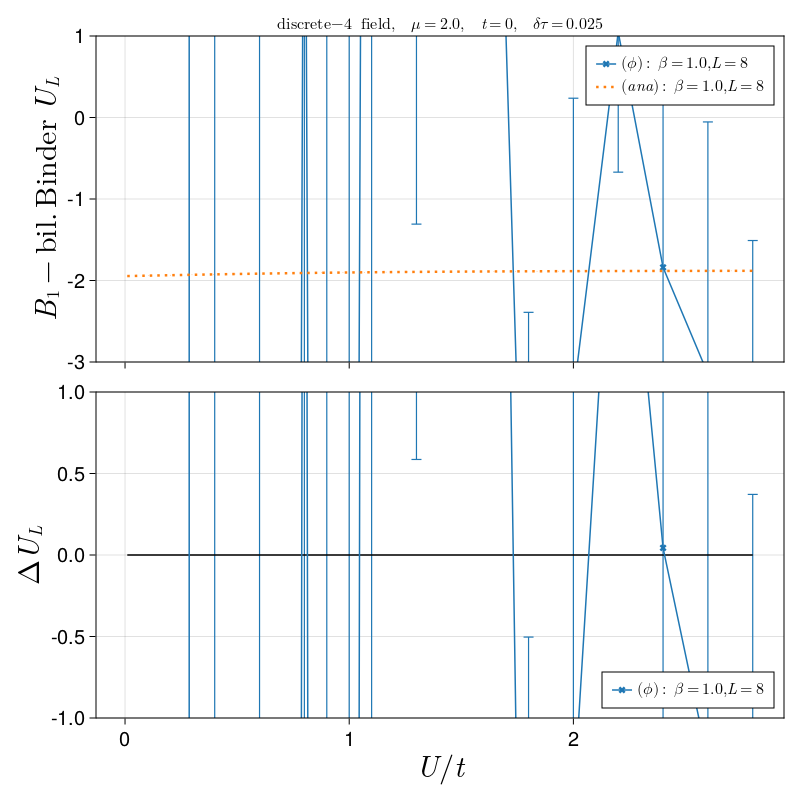 discrete−4 field, μ = 2.0, t = 0, δτ = 0.025
B₁ − bil. Binder U_L
1
0
-1
-2
-3
(ϕ) : β = 1.0, L = 8
(ana) : β = 1.0, L = 8
Δ U_L
1.0
0.5
0.0
-0.5
-1.0
(ϕ) : β = 1.0, L = 8
0 1 2
U/t